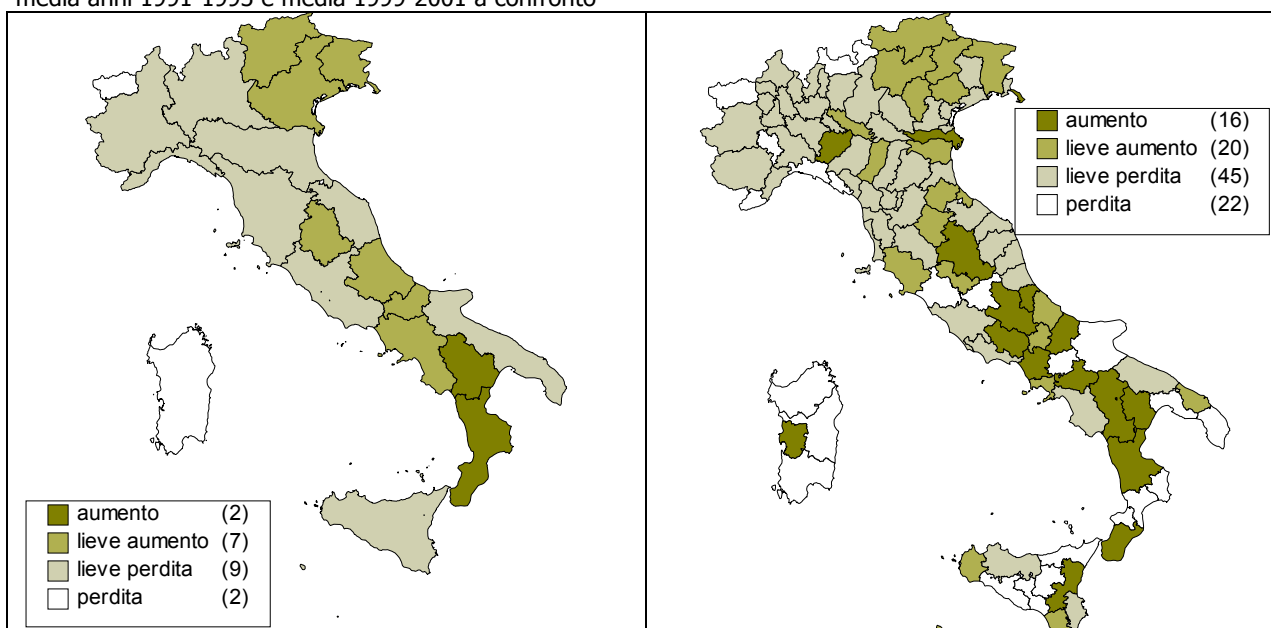 media anni 1991-1993 e media 1999-2001 a confronto
aumento (2)
lieve aumento (7)
lieve perdita (9)
perdita (2)
aumento (16)
lieve aumento (20)
lieve perdita (45)
perdita (22)